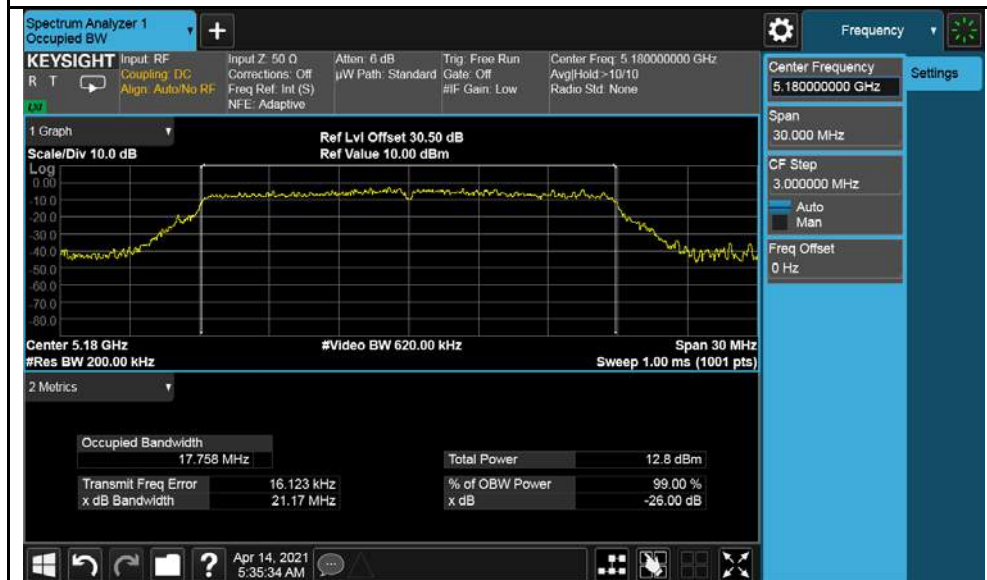 Spectrum Analyzer 1
Occupied BW
Frequency
KEYSIGHT
R T
LXI
Input: RF
Coupling: DC
Align: Auto/No RF
Input Z: 50 Ω
Corrections: Off
Freq Ref: Int (S)
NFE: Adaptive
Atten: 6 dB
µW Path: Standard
Trig: Free Run
Gate: Off
#IF Gain: Low
Center Freq: 5.180000000 GHz
Avg|Hold:>10/10
Radio Std: None
Center Frequency
5.180000000 GHz
Settings
Span
30.000 MHz
CF Step
3.000000 MHz
Auto
Man
Freq Offset
0 Hz
1 Graph
Scale/Div 10.0 dB
Ref Lvl Offset 30.50 dB
Ref Value 10.00 dBm
Log
0.00
-10.0
-20.0
-30.0
-40.0
-50.0
-60.0
-70.0
-80.0
Center 5.18 GHz
#Video BW 620.00 kHz
Span 30 MHz
#Res BW 200.00 kHz
Sweep 1.00 ms (1001 pts)
2 Metrics
Occupied Bandwidth
17.758 MHz
Total Power 12.8 dBm
Transmit Freq Error 16.123 kHz
% of OBW Power 99.00 %
x dB Bandwidth 21.17 MHz
x dB -26.00 dB
?
Apr 14, 2021
5:35:34 AM